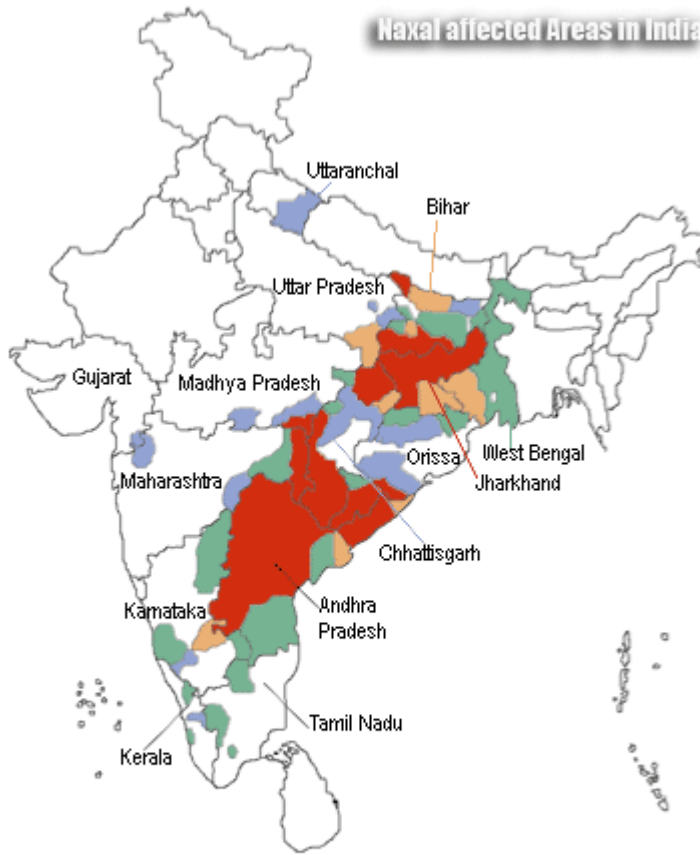 Naxal affected Areas in India
Uttaranchal
Bihar
Uttar Pradesh
Gujarat
Madhya Pradesh
Orissa
West Bengal
Maharashtra
Jharkhand
Chhattisgarh
Karnataka
Andhra
Pradesh
Tamil Nadu
Kerala